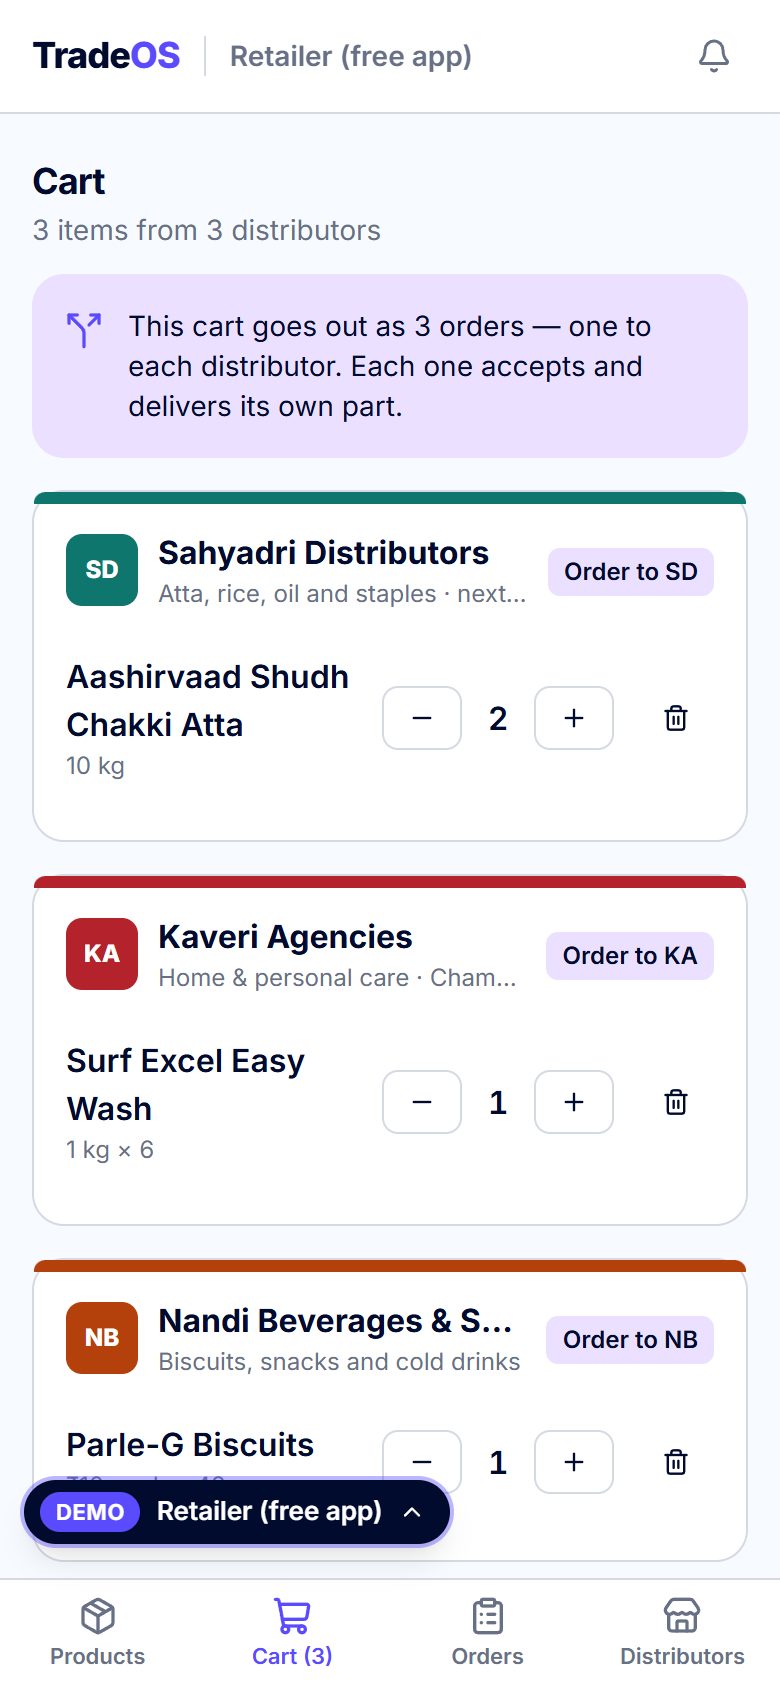 TradeOS
Retailer (free app)
Cart
3 items from 3 distributors
This cart goes out as 3 orders — one to
each distributor. Each one accepts and
delivers its own part.
SD
Sahyadri Distributors
Atta, rice, oil and staples · next...
Order to SD
Aashirvaad Shudh
Chakki Atta
10 kg
2
KA
Kaveri Agencies
Home & personal care · Cham...
Order to KA
Surf Excel Easy
Wash
1 kg × 6
1
NB
Nandi Beverages & S...
Biscuits, snacks and cold drinks
Order to NB
Parle-G Biscuits
1
DEMO Retailer (free app)
Products
Cart (3)
Orders
Distributors